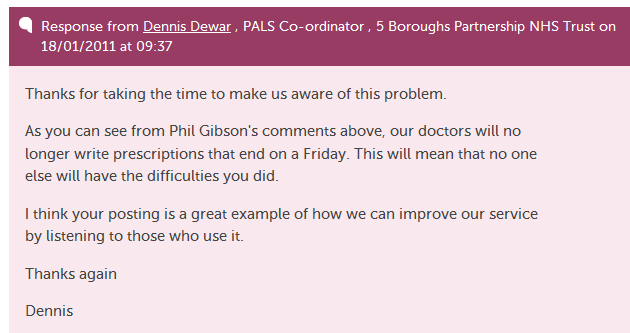 Response from Dennis Dewar , PALS Co-ordinator , 5 Boroughs Partnership NHS Trust on
18/01/2011 at 09:37
Thanks for taking the time to make us aware of this problem.
As you can see from Phil Gibson's comments above, our doctors will no
longer write prescriptions that end on a Friday. This will mean that no one
else will have the difficulties you did.
I think your posting is a great example of how we can improve our service
by listening to those who use it.
Thanks again
Dennis